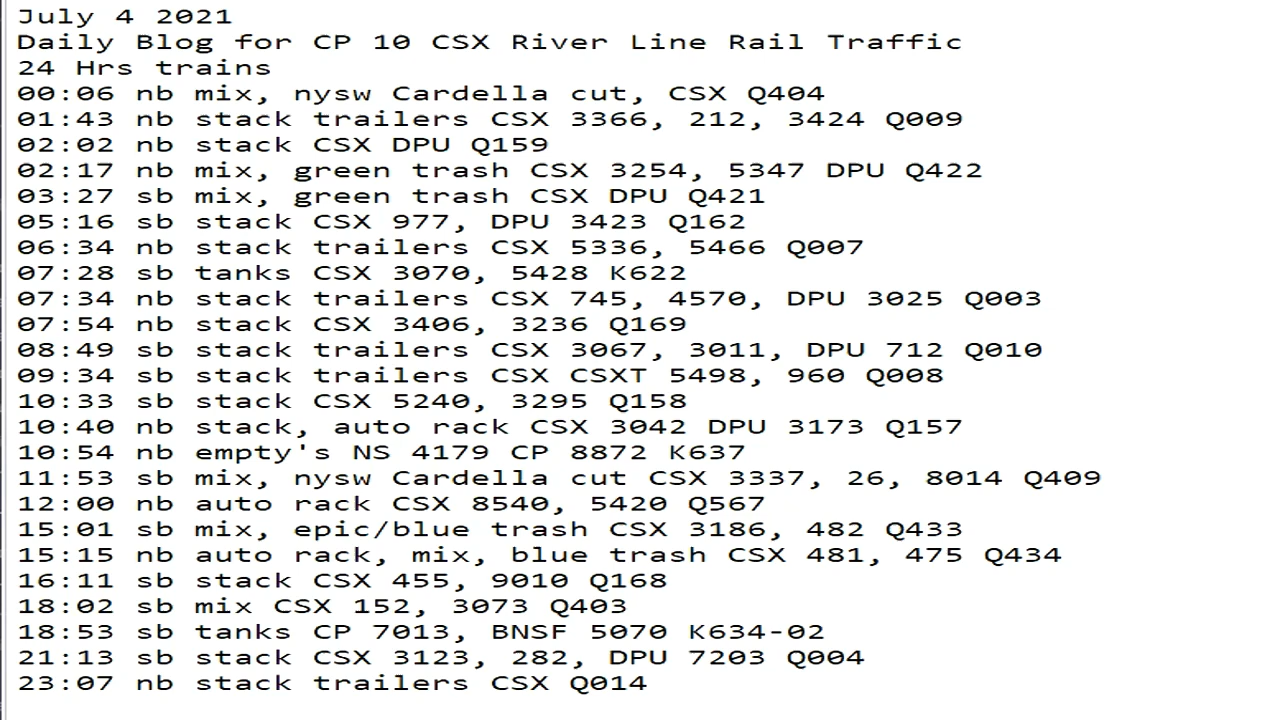 July 4 2021
Daily Blog for CP 10 CSX River Line Rail Traffic
24 Hrs trains
00:06 nb mix, nysw Cardella cut, CSX Q404
01:43 nb stack trailers CSX 3366, 212, 3424 Q009
02:02 nb stack CSX DPU Q159
02:17 nb mix, green trash CSX 3254, 5347 DPU Q422
03:27 sb mix, green trash CSX DPU Q421
05:16 sb stack CSX 977, DPU 3423 Q162
06:34 nb stack trailers CSX 5336, 5466 Q007
07:28 sb tanks CSX 3070, 5428 K622
07:34 nb stack trailers CSX 745, 4570, DPU 3025 Q003
07:54 nb stack CSX 3406, 3236 Q169
08:49 sb stack trailers CSX 3067, 3011, DPU 712 Q010
09:34 sb stack trailers CSX CSXT 5498, 960 Q008
10:33 sb stack CSX 5240, 3295 Q158
10:40 nb stack, auto rack CSX 3042 DPU 3173 Q157
10:54 nb empty's NS 4179 CP 8872 K637
11:53 sb mix, nysw Cardella cut CSX 3337, 26, 8014 Q409
12:00 nb auto rack CSX 8540, 5420 Q567
15:01 sb mix, epic/blue trash CSX 3186, 482 Q433
15:15 nb auto rack, mix, blue trash CSX 481, 475 Q434
16:11 sb stack CSX 455, 9010 Q168
18:02 sb mix CSX 152, 3073 Q403
18:53 sb tanks CP 7013, BNSF 5070 K634-02
21:13 sb stack CSX 3123, 282, DPU 7203 Q004
23:07 nb stack trailers CSX Q014